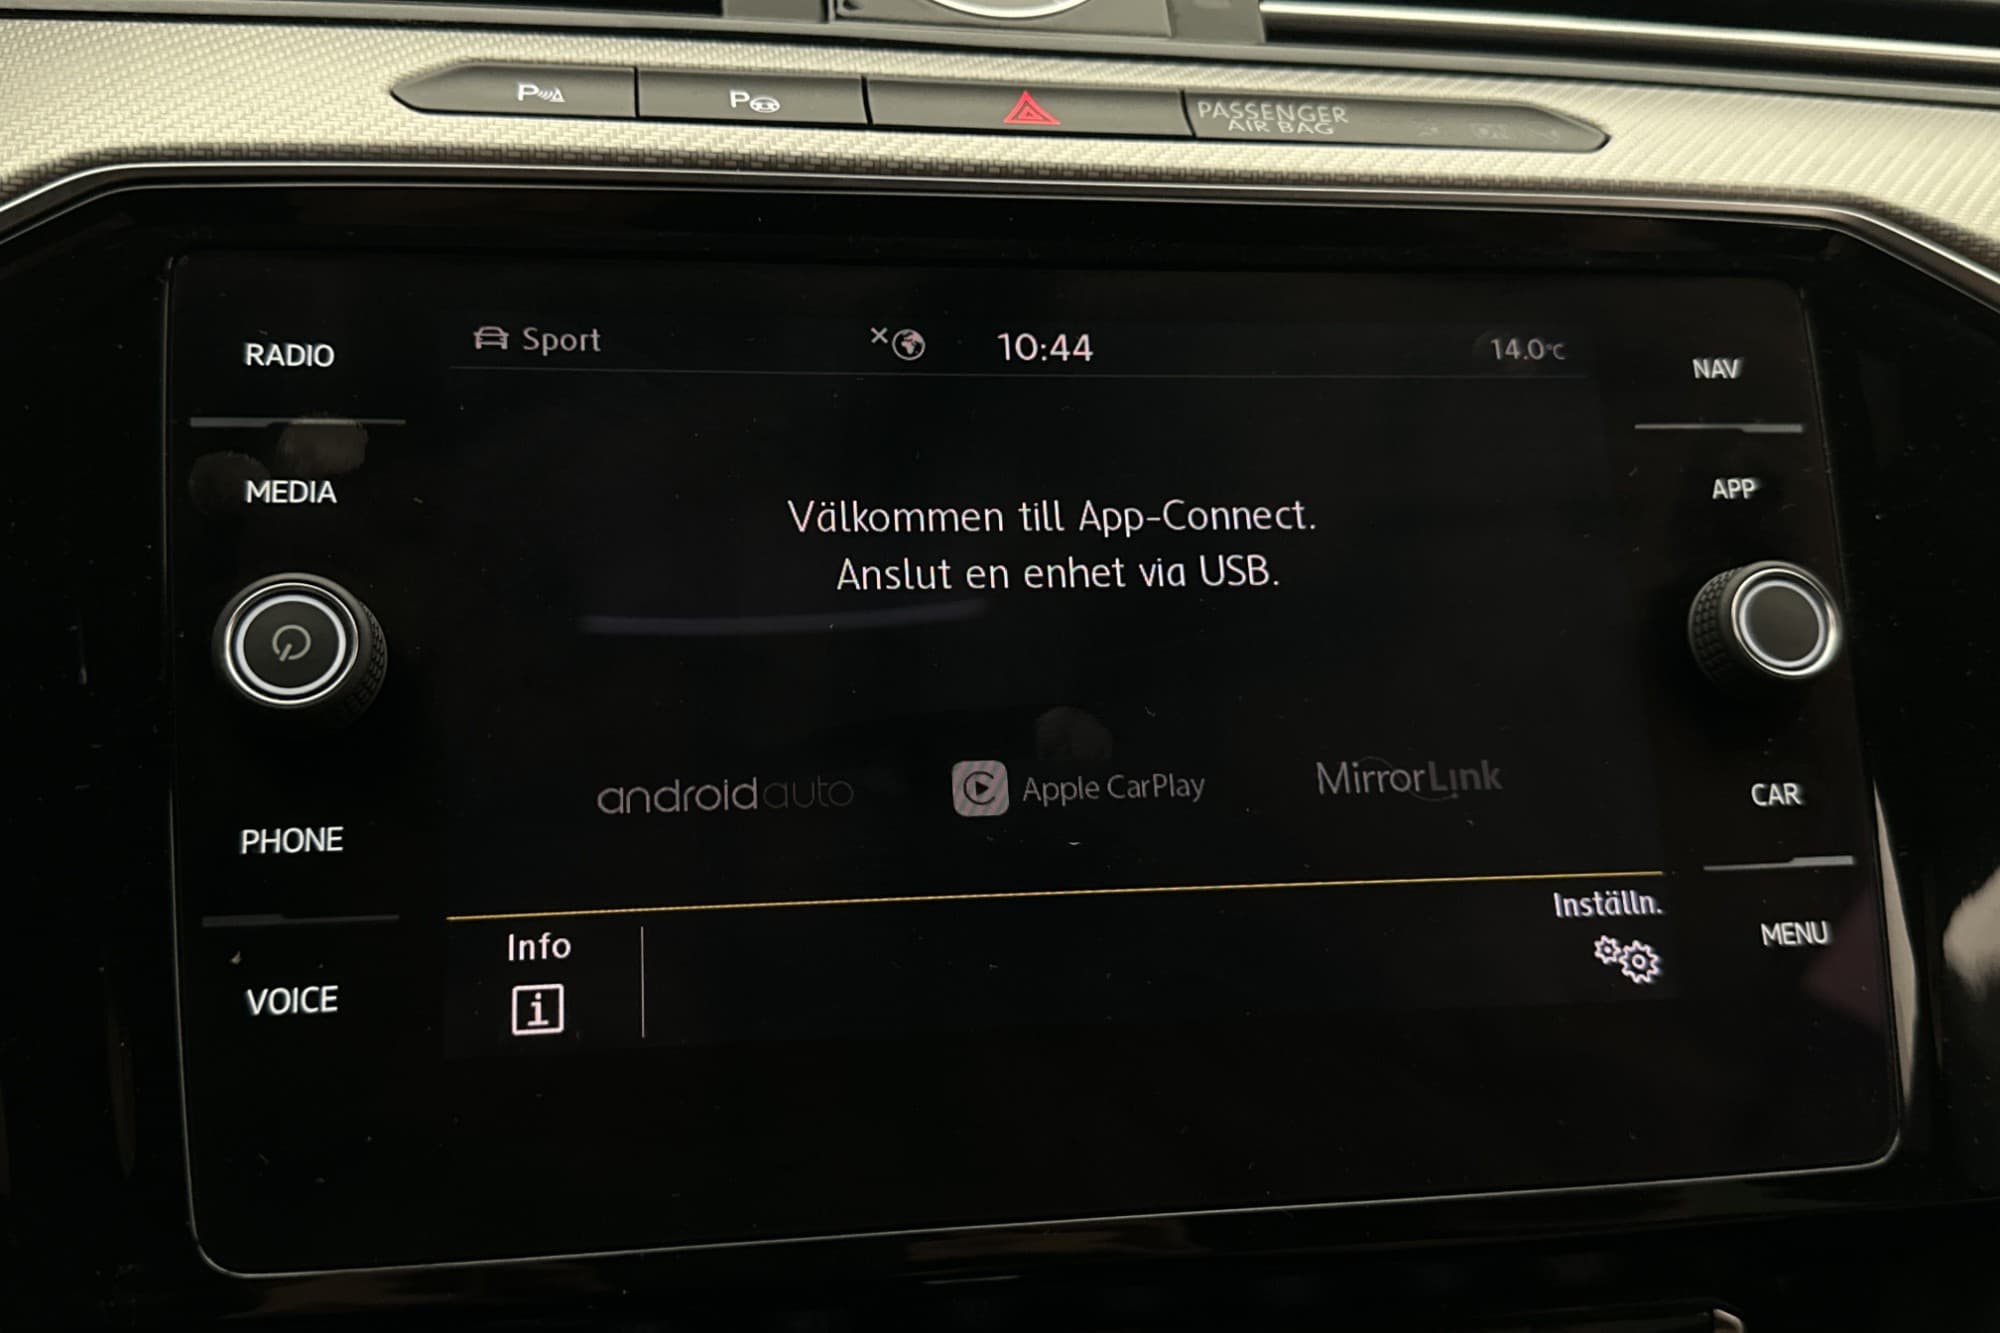 P
P
PASSENGER
AIR BAG
RADIO
Sport
10:44
14.0°C
NAV
MEDIA
APP
Välkommen till App-Connect.
Anslut en enhet via USB.
androidauto
Apple CarPlay
MirrorLink
CAR
PHONE
Inställn.
Info
MENU
VOICE